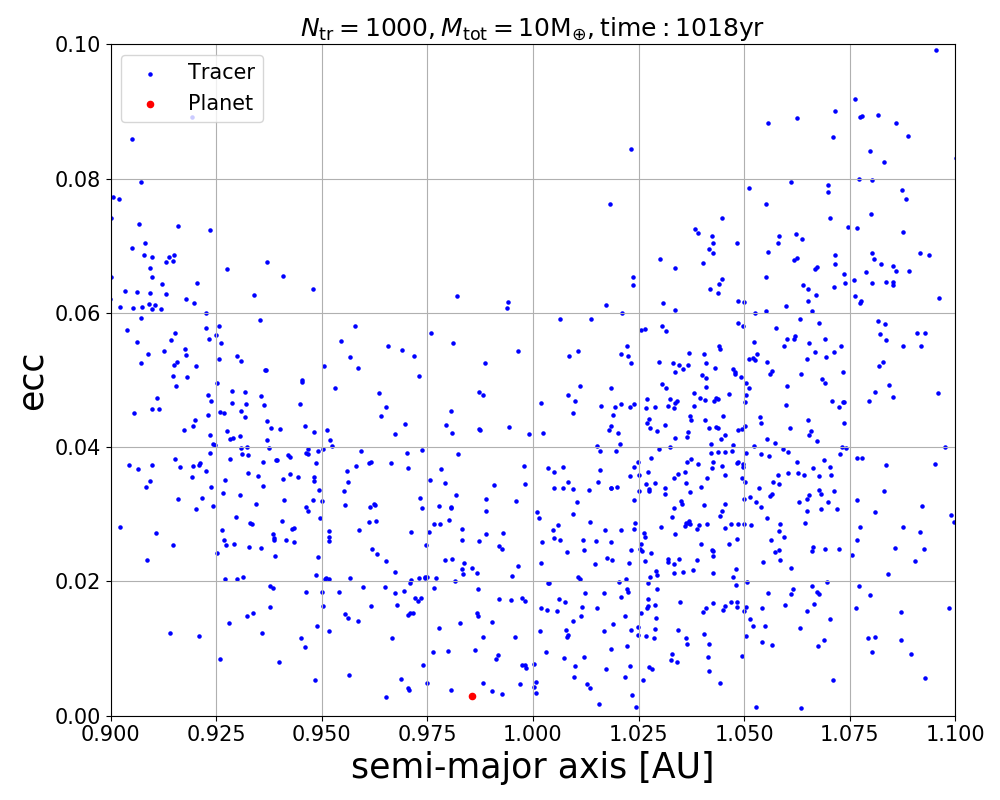 N_tr = 1000, M_tot = 10M_⊕, time : 1018yr
Tracer
Planet
0.10
0.08
0.06
0.04
0.02
0.00
ecc
0.900 0.925 0.950 0.975 1.000 1.025 1.050 1.075 1.100
semi-major axis [AU]